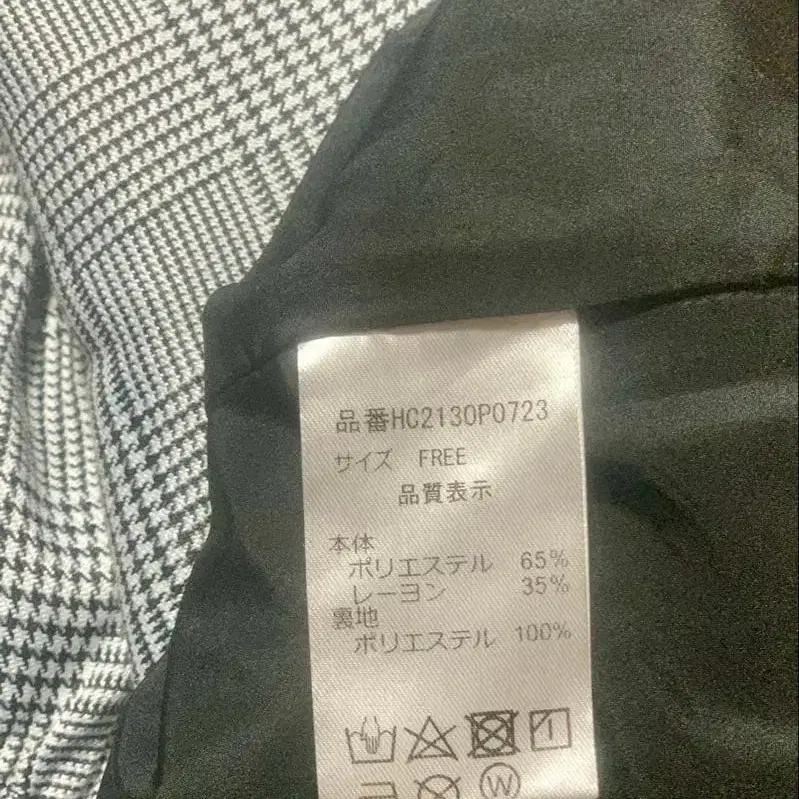 品番HC2130P0723
サイズ FREE
品質表示
本体
ポリエステル 65%
レーヨン 35%
裏地
ポリエステル 100%
W